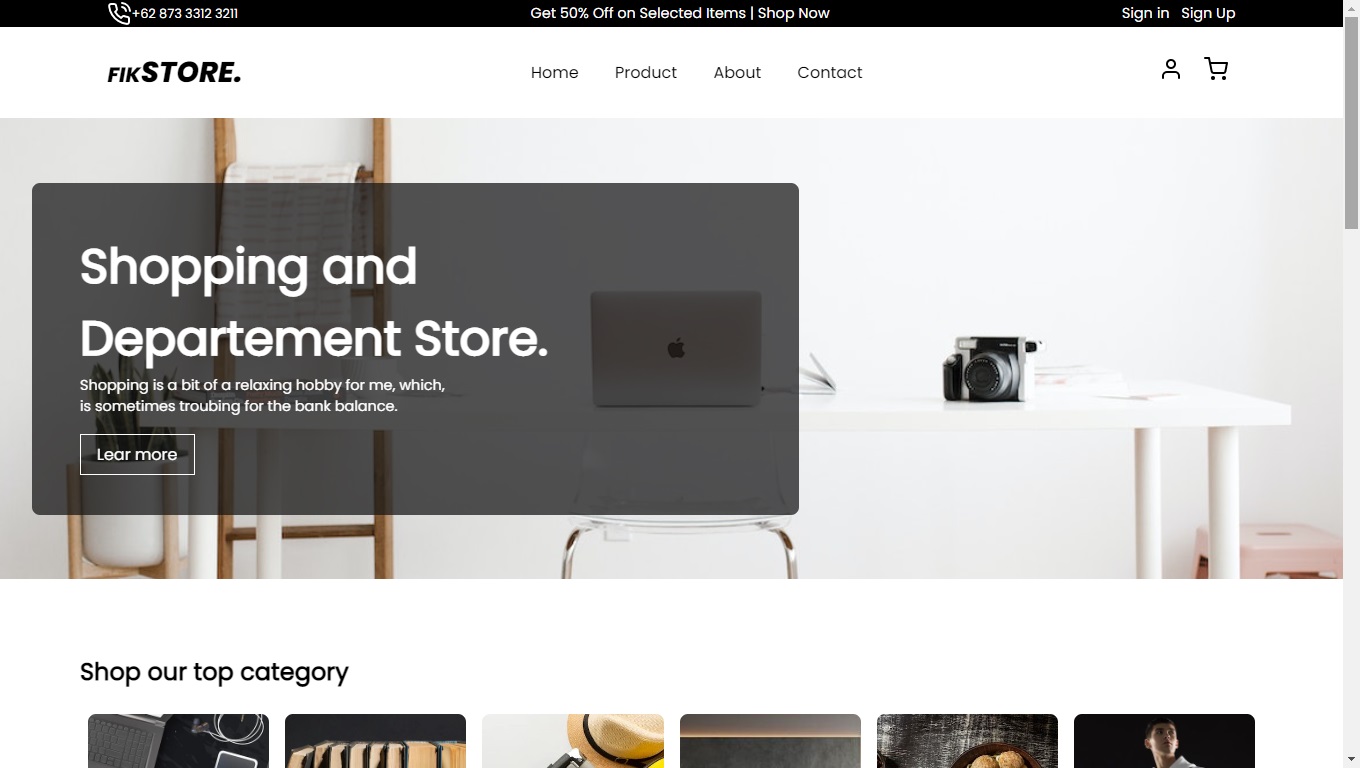 +62 873 3312 3211
Get 50% Off on Selected Items | Shop Now
Sign in Sign Up
FIKSTORE.
Home Product About Contact
Shopping and
Departement Store.
Shopping is a bit of a relaxing hobby for me, which,
is sometimes troubing for the bank balance.
Lear more
Shop our top category